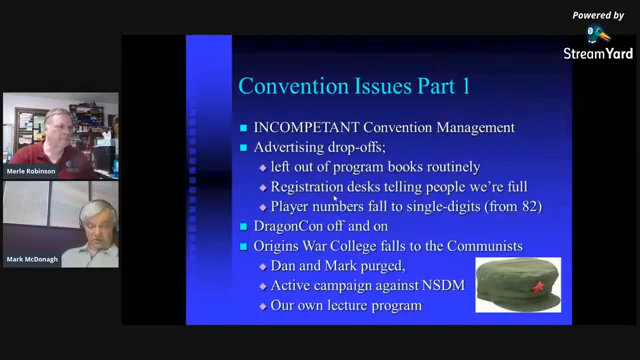 Powered by
StreamYard
Convention Issues Part 1
INCOMPETANT Convention Management
Advertising drop-offs;
left out of program books routinely
Registration desks telling people we're full
Player numbers fall to single-digits (from 82)
DragonCon off and on
Origins War College falls to the Communists
Dan and Mark purged,
Active campaign against NSDM
Our own lecture program
Merle Robinson
Mark McDonagh